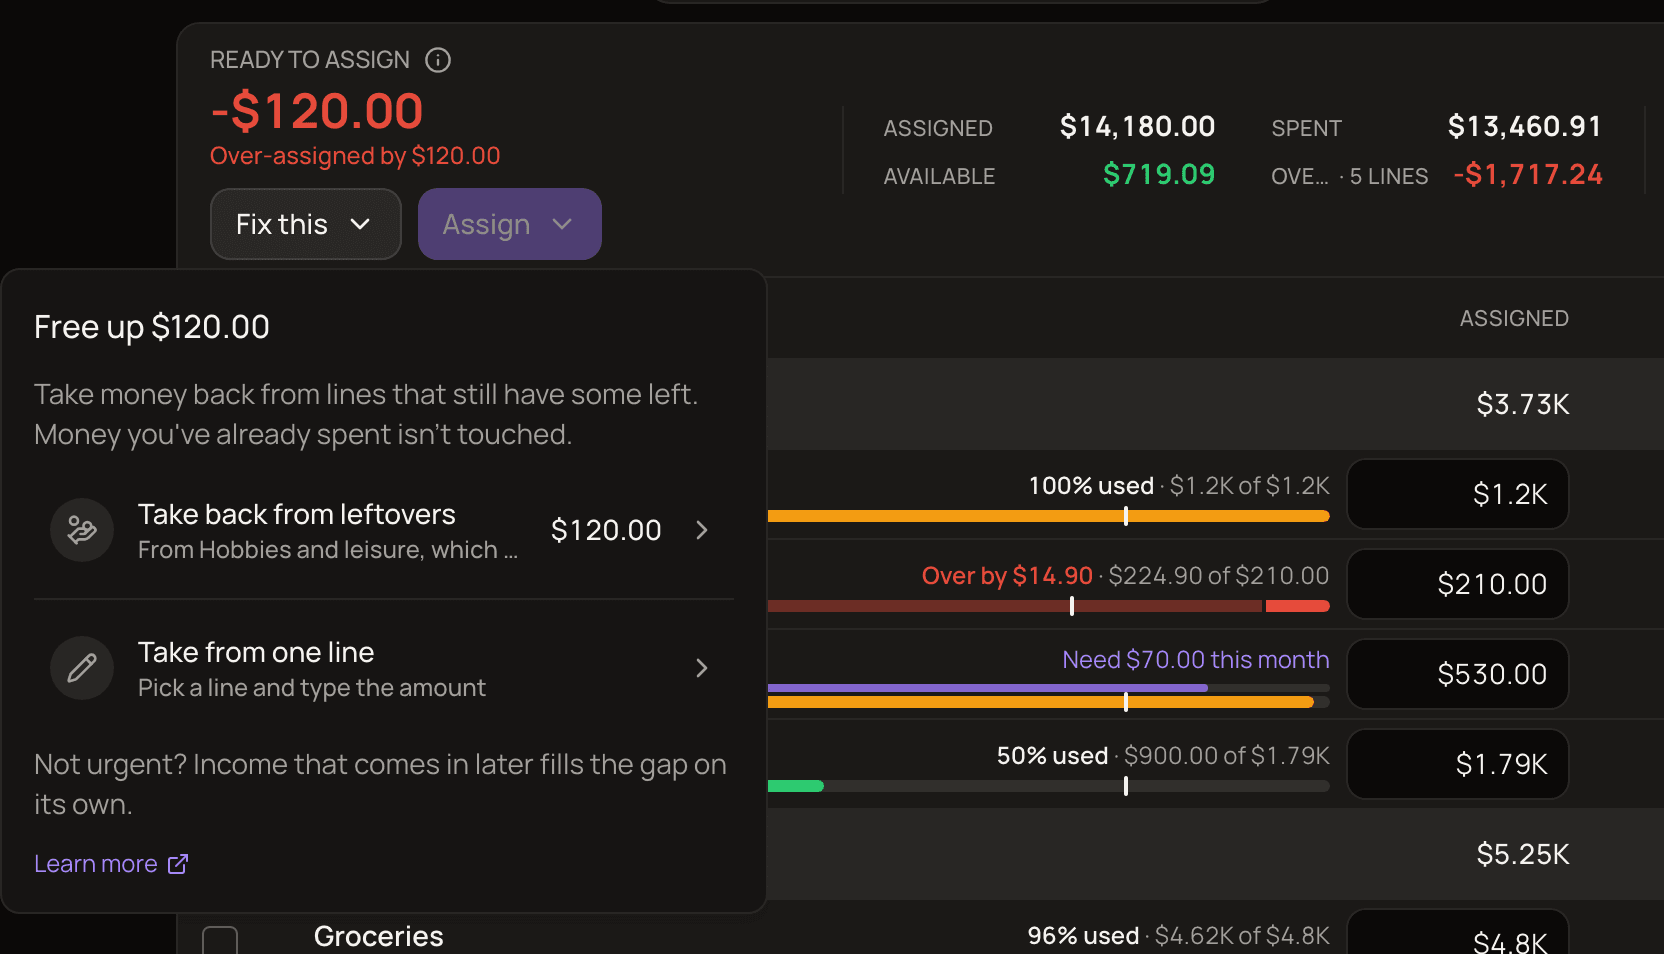 READY TO ASSIGN
-$120.00
Over-assigned by $120.00
Fix this
Assign
ASSIGNED $14,180.00 SPENT $13,460.91
AVAILABLE $719.09 OVE... · 5 LINES -$1,717.24
Free up $120.00
Take money back from lines that still have some left.
Money you've already spent isn't touched.
Take back from leftovers
From Hobbies and leisure, which ...
$120.00
Take from one line
Pick a line and type the amount
Not urgent? Income that comes in later fills the gap on
its own.
Learn more
ASSIGNED
$3.73K
100% used · $1.2K of $1.2K
$1.2K
Over by $14.90 · $224.90 of $210.00
$210.00
Need $70.00 this month
$530.00
50% used · $900.00 of $1.79K
$1.79K
$5.25K
Groceries
96% used · $4.62K of $4.8K
$4.8K